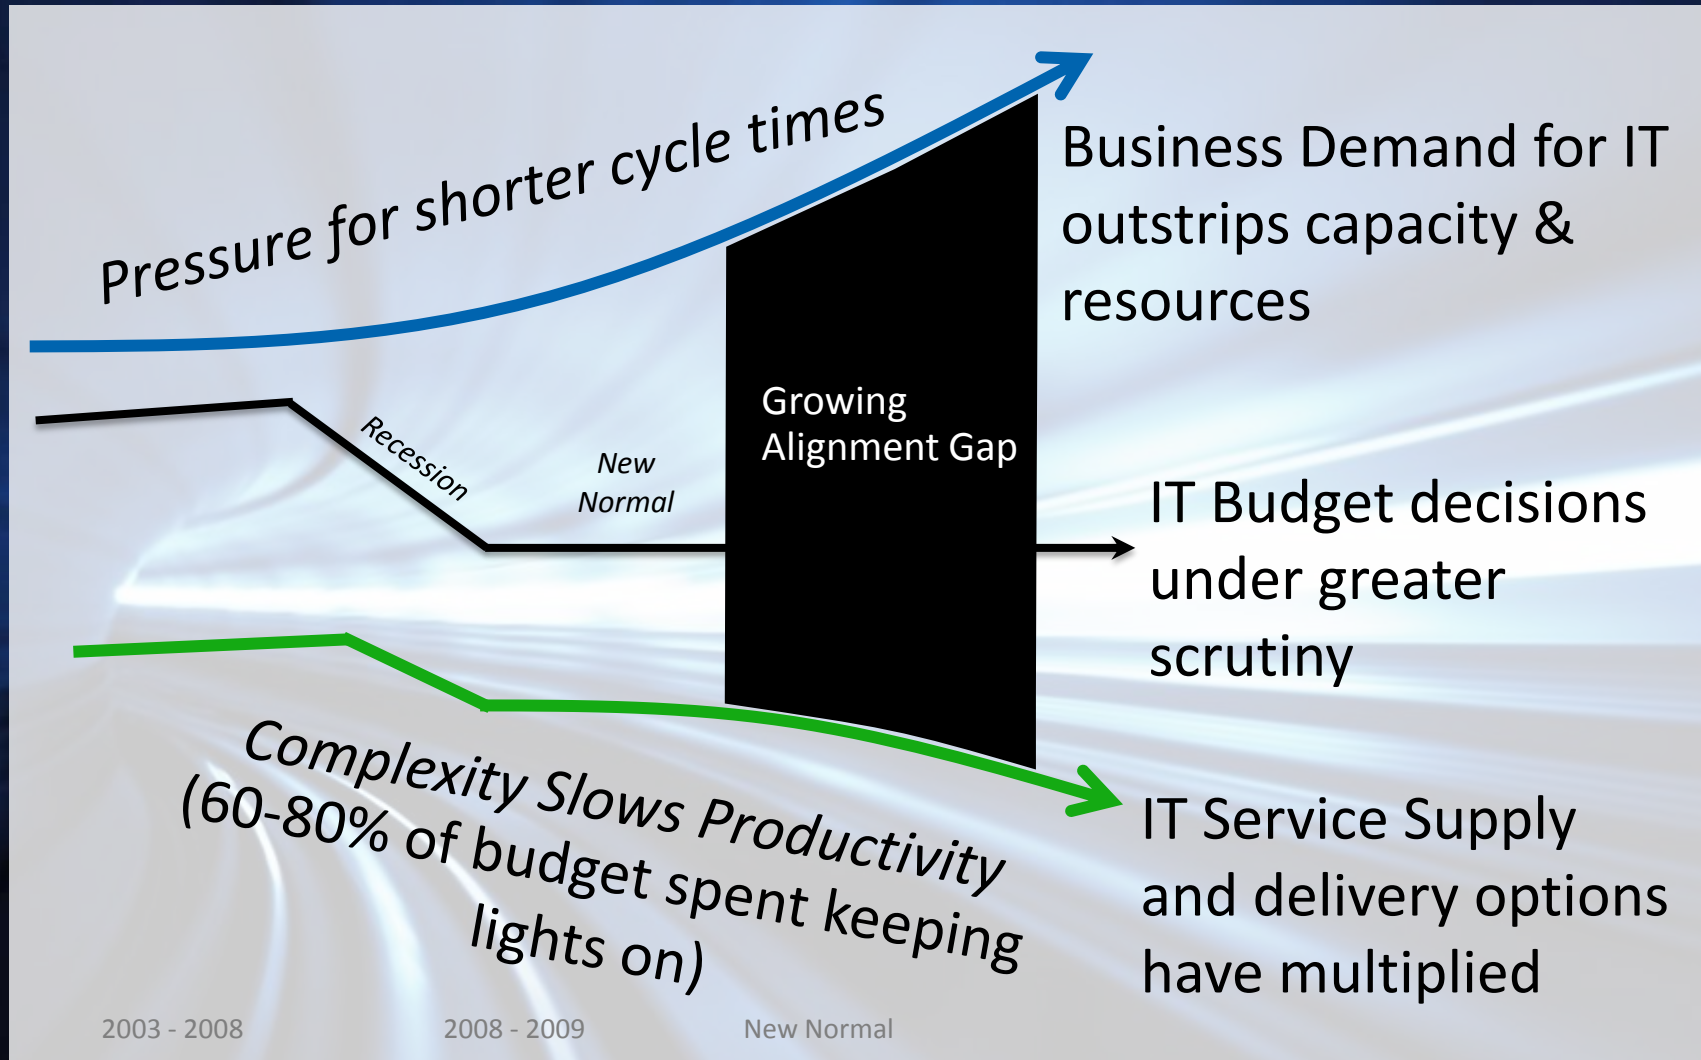 Pressure for shorter cycle times
Business Demand for IT
outstrips capacity &
resources
Recession
New
Normal
Growing
Alignment Gap
IT Budget decisions
under greater
scrutiny
Complexity Slows Productivity
(60-80% of budget spent keeping
lights on)
IT Service Supply
and delivery options
have multiplied
2003 - 2008
2008 - 2009
New Normal